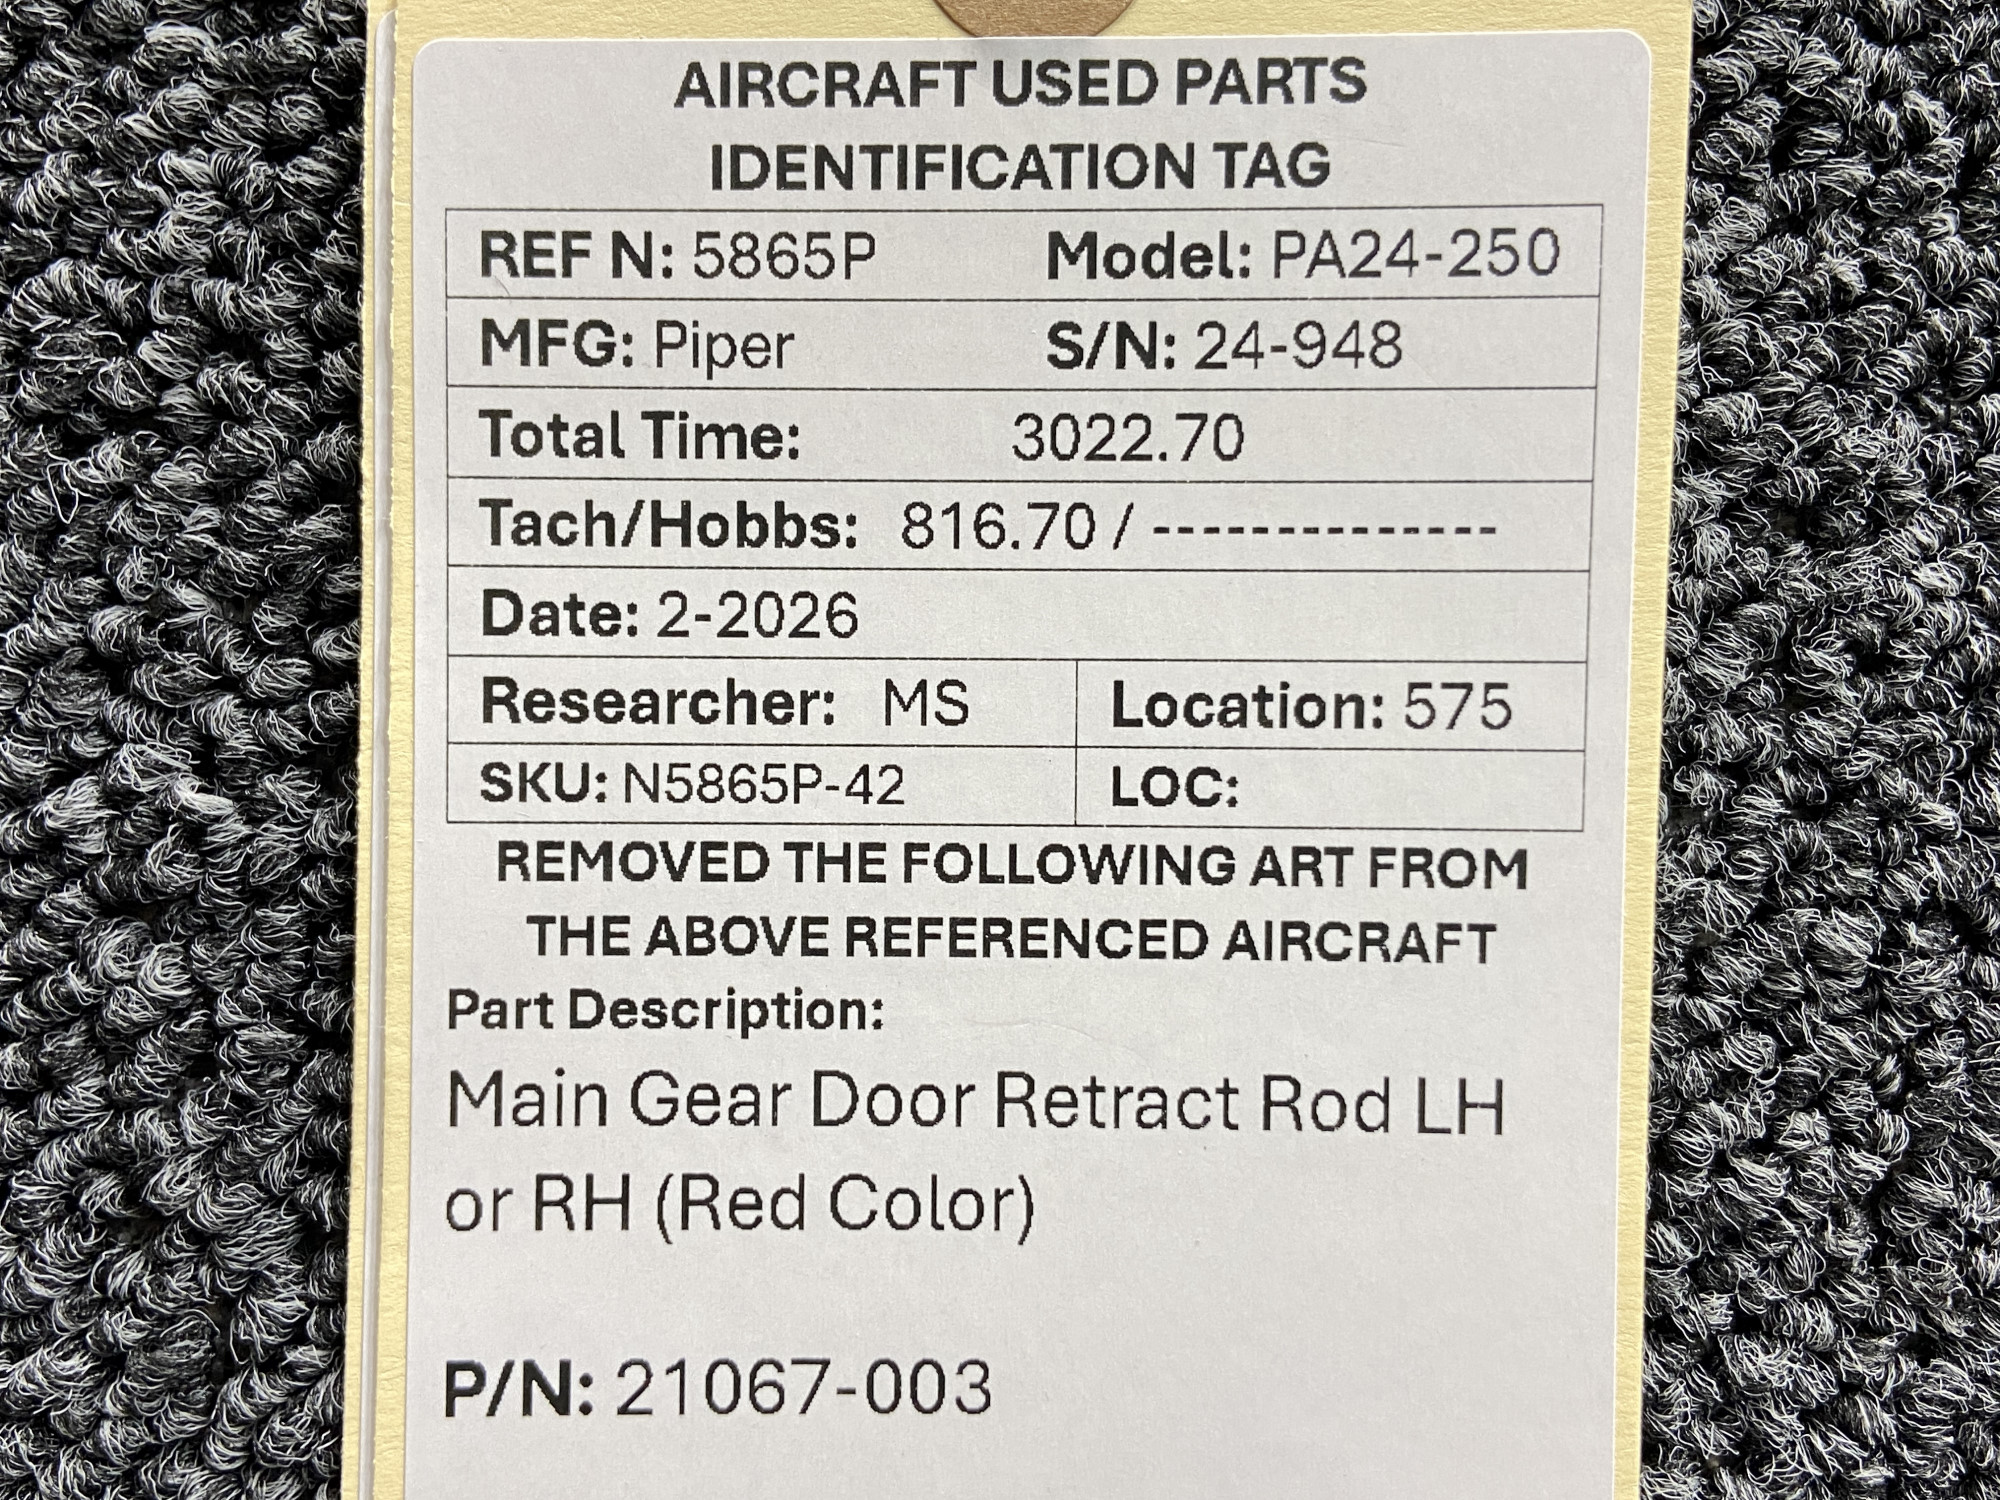 AIRCRAFT USED PARTS
IDENTIFICATION TAG
REF N: 5865P Model: PA24-250
MFG: Piper S/N: 24-948
Total Time: 3022.70
Tach/Hobbs: 816.70 / --------------
Date: 2-2026
Researcher: MS Location: 575
SKU: N5865P-42 LOC:
REMOVED THE FOLLOWING ART FROM
THE ABOVE REFERENCED AIRCRAFT
Part Description:
Main Gear Door Retract Rod LH
or RH (Red Color)
P/N: 21067-003